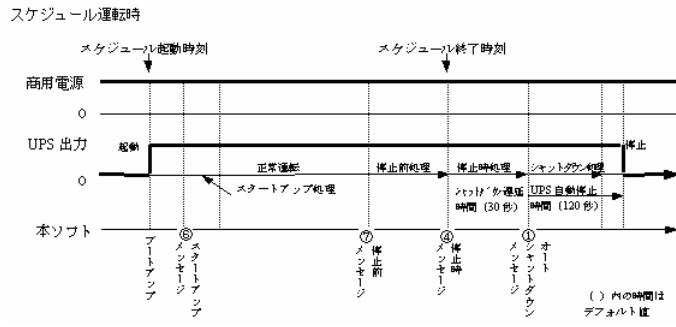 スケジュール運転時
スケジュール起動時刻
スケジュール終了時刻
商用電源
0
UPS 出力
起動
停止
正常運転
停止前処理
停止時処理
シャットダウン処理
0
スタートアップ処理
シャットダウン遅延
時間 (30 秒)
UPS 自動停止
時間 (120 秒)
本ソフト
⑥
⑦
④
①
ブートアップ
スタートアップ
メッセージ
停止前
メッセージ
停止時
メッセージ
オート
シャットダウン
メッセージ
( ) 内の時間は
デフォルト値